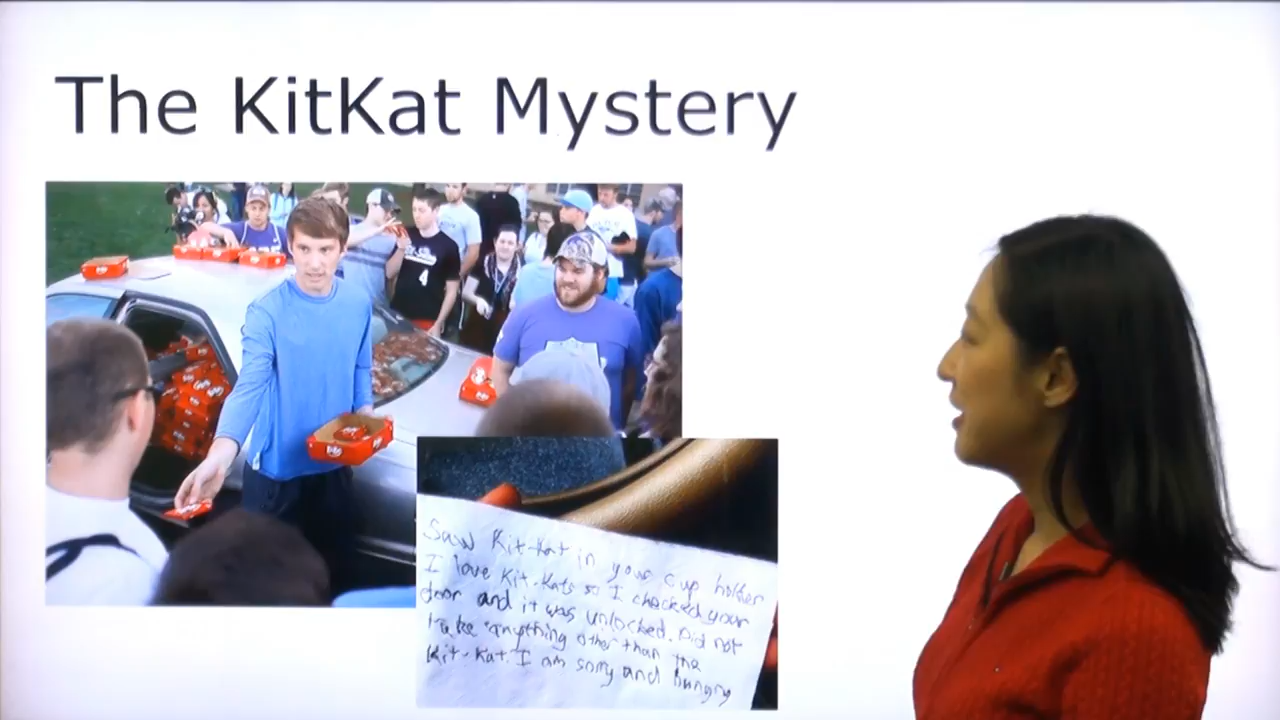 The KitKat Mystery
4
Saw Kit-Kat in your cup holder
I love Kit-Kats so I checked your
door and it was unlocked. Did not
take anything other than the
Kit-Kat. I am sorry and hungry